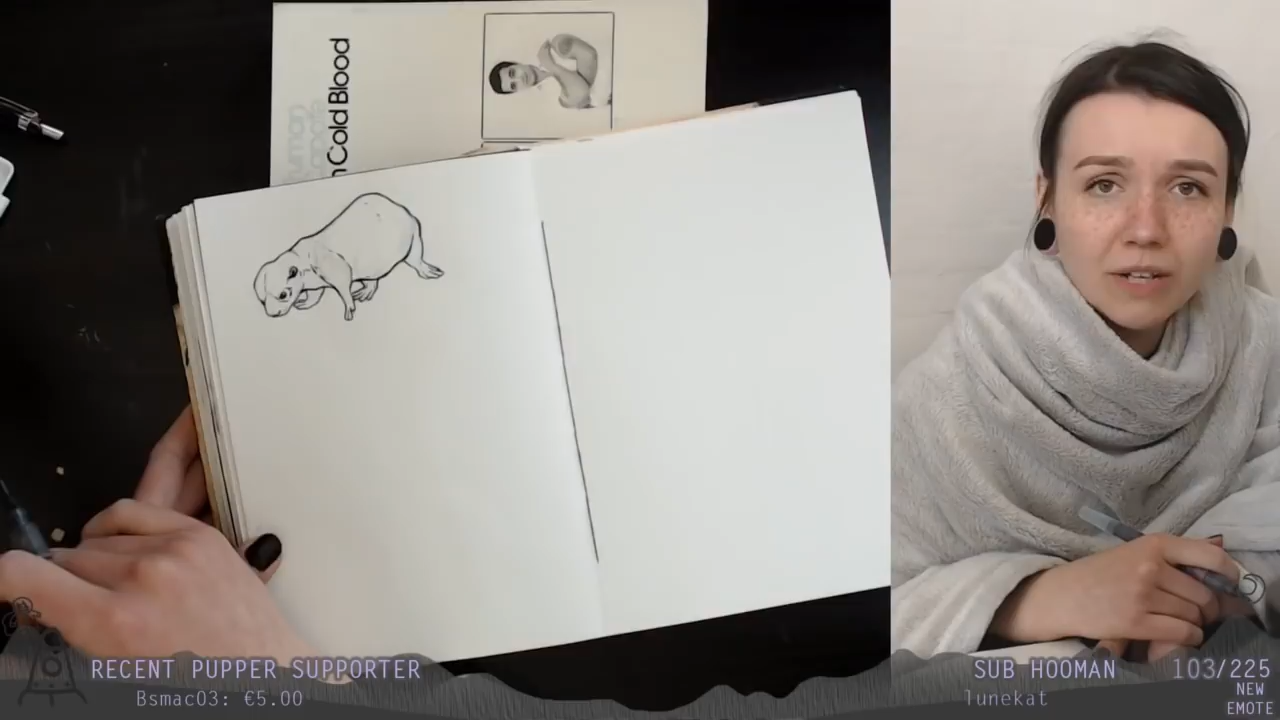 Cold Blood
RECENT PUPPER SUPPORTER
Bsmac03: €5.00
SUB HOOMAN
lunekat
103/225
NEW
EMOTE